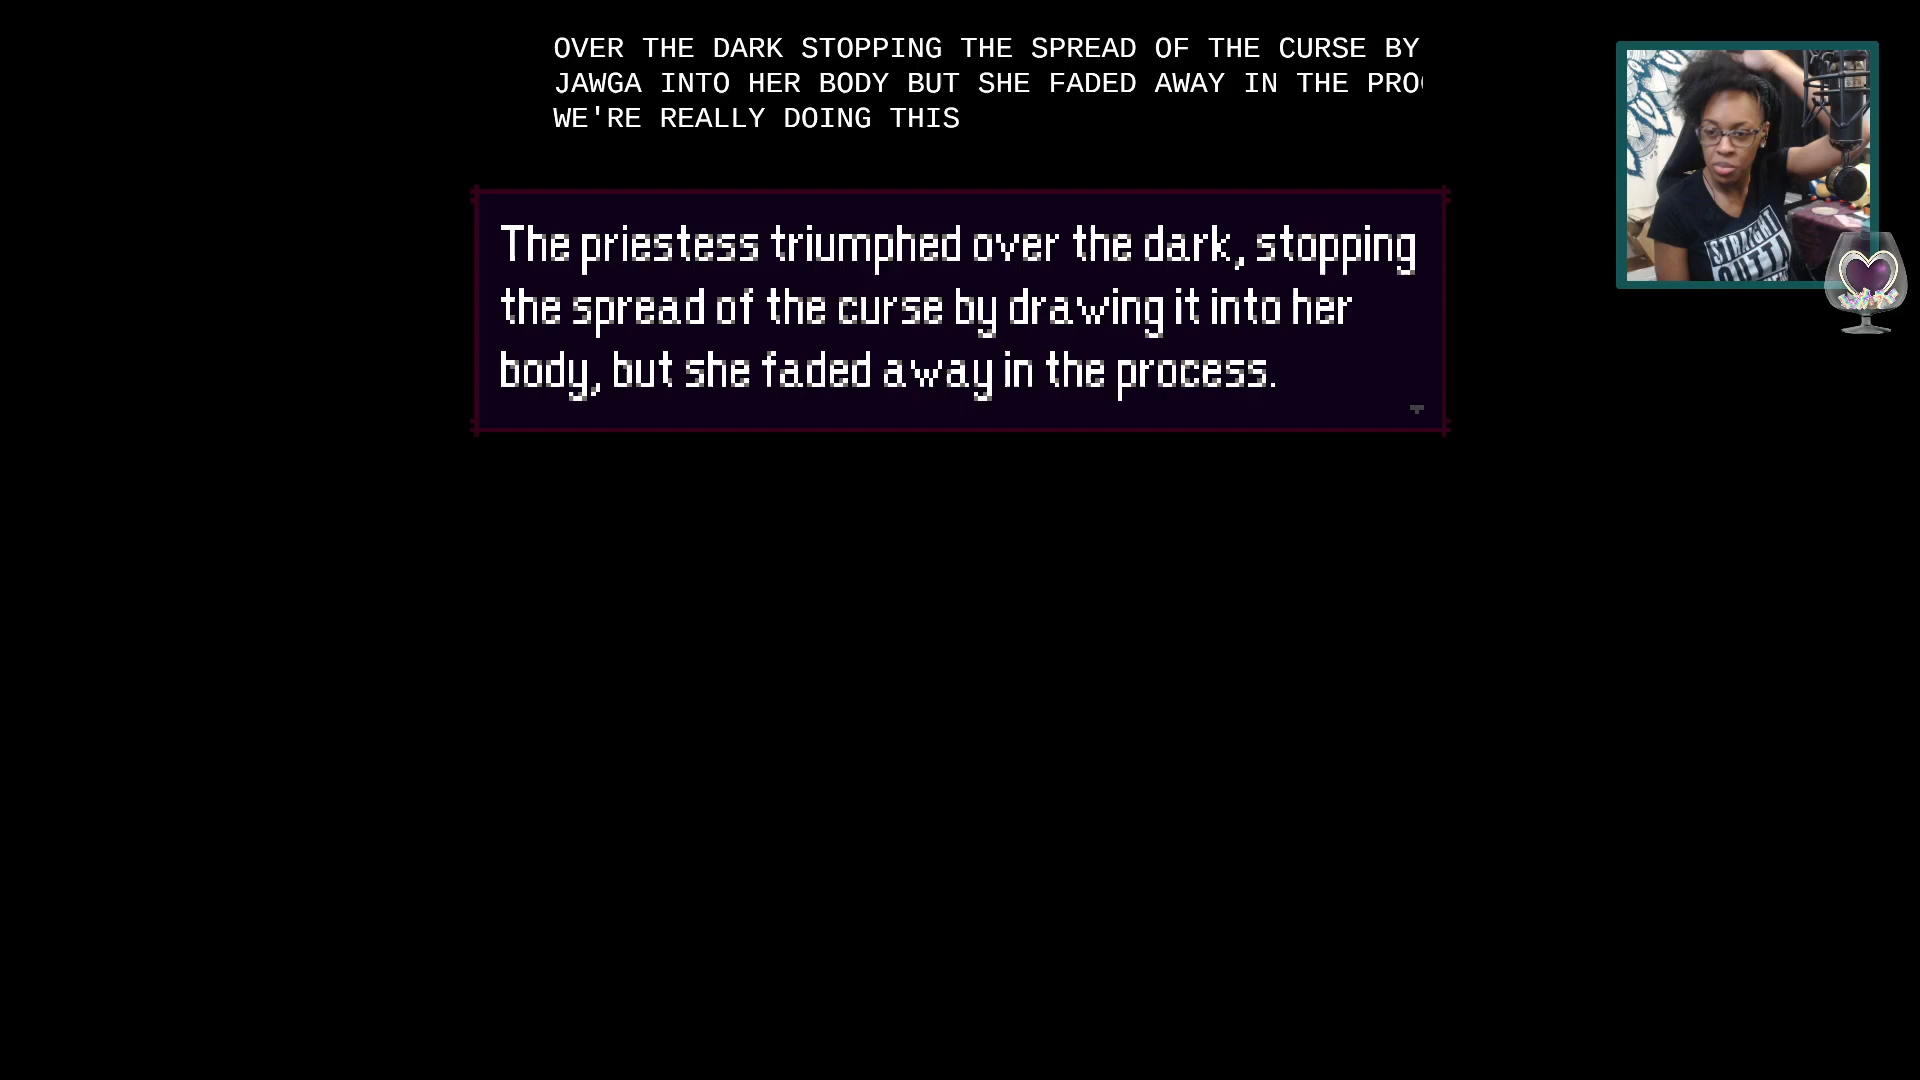 OVER THE DARK STOPPING THE SPREAD OF THE CURSE BY
JAWGA INTO HER BODY BUT SHE FADED AWAY IN THE PRO
WE'RE REALLY DOING THIS
The priestess triumphed over the dark, stopping
the spread of the curse by drawing it into her
body, but she faded away in the process.
STRAIGHT
OUTTA